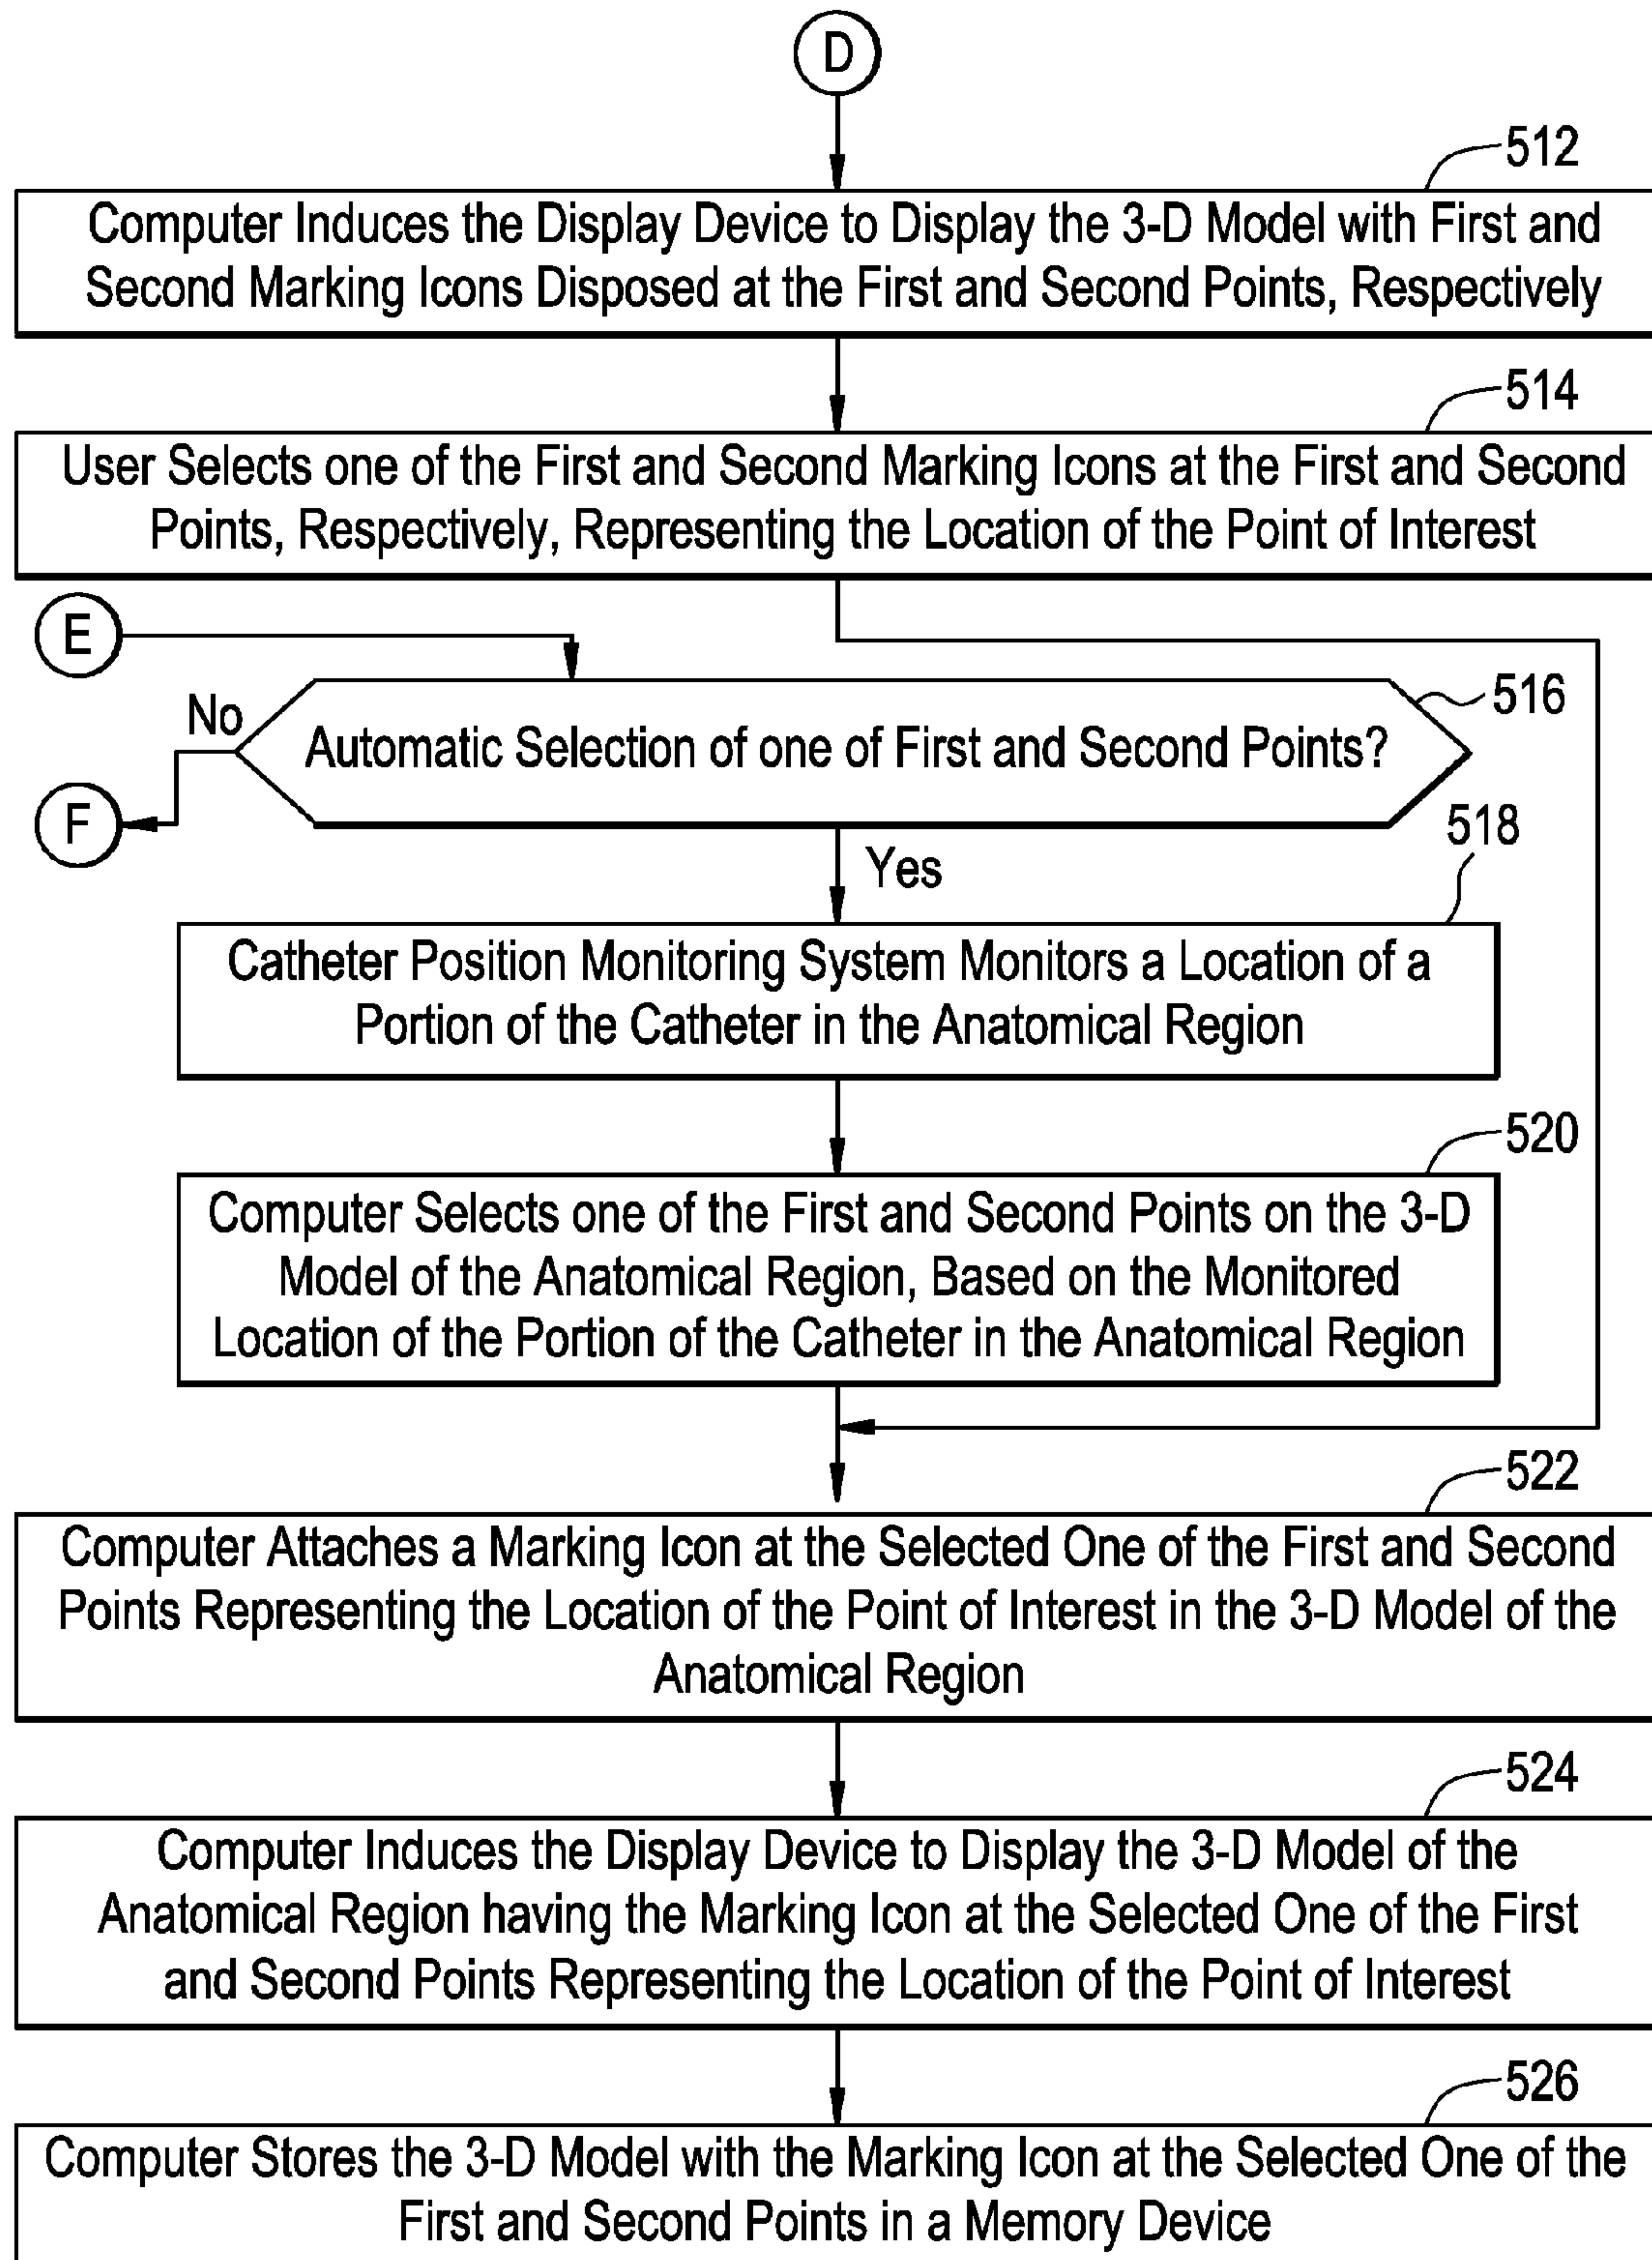 D
512
Computer Induces the Display Device to Display the 3-D Model with First and
Second Marking Icons Disposed at the First and Second Points, Respectively
514
User Selects one of the First and Second Marking Icons at the First and Second
Points, Respectively, Representing the Location of the Point of Interest
E
516
No
Automatic Selection of one of First and Second Points?
F
518
Yes
Catheter Position Monitoring System Monitors a Location of a
Portion of the Catheter in the Anatomical Region
520
Computer Selects one of the First and Second Points on the 3-D
Model of the Anatomical Region, Based on the Monitored
Location of the Portion of the Catheter in the Anatomical Region
522
Computer Attaches a Marking Icon at the Selected One of the First and Second
Points Representing the Location of the Point of Interest in the 3-D Model of the
Anatomical Region
524
Computer Induces the Display Device to Display the 3-D Model of the
Anatomical Region having the Marking Icon at the Selected One of the First
and Second Points Representing the Location of the Point of Interest
526
Computer Stores the 3-D Model with the Marking Icon at the Selected One of the
First and Second Points in a Memory Device